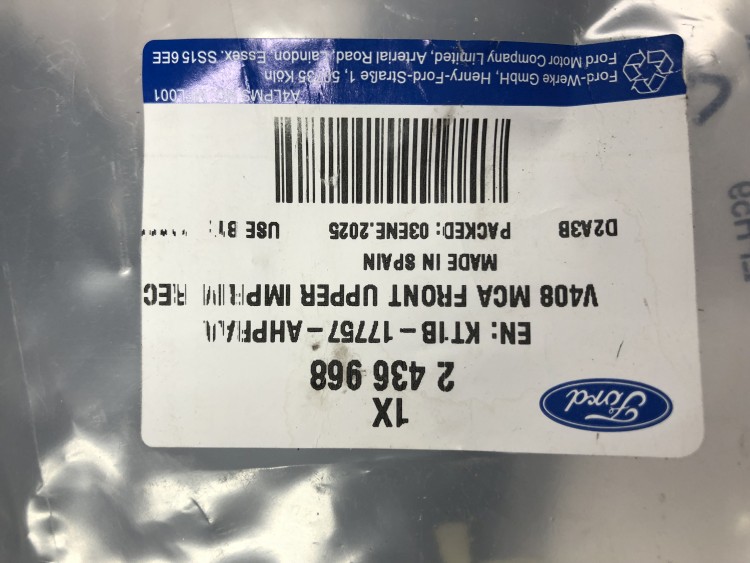 Ford
1X
2 436 968
EN: KT1B-17757-
V408 MCA FRONT UPPER REC
MADE IN SPAIN
D2A3B PACKED: 03ENE.2025 USE BY:
Ford-Werke GmbH, Henry-Ford-Straße 1, 50735 Köln
Ford Motor Company Limited, Arterial Road, Laindon, Essex. SS15 6EE